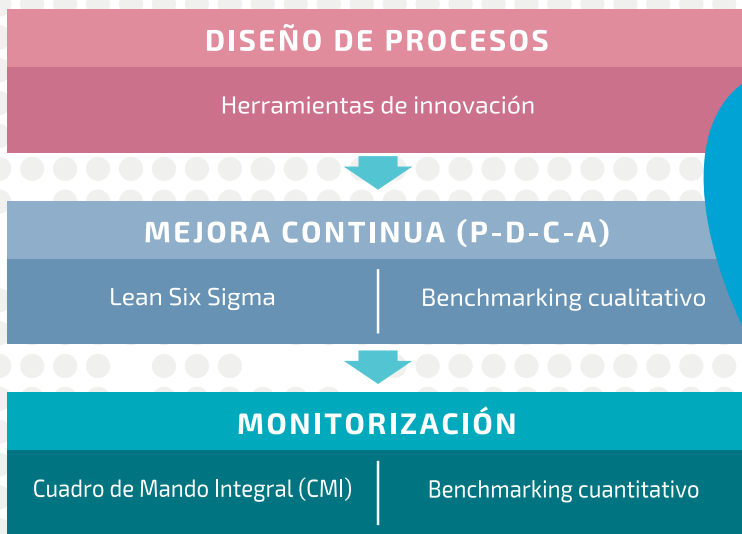 DISEÑO DE PROCESOS
Herramientas de innovación
MEJORA CONTINUA (P-D-C-A)
Lean Six Sigma
Benchmarking cualitativo
MONITORIZACIÓN
Cuadro de Mando Integral (CMI)
Benchmarking cuantitativo